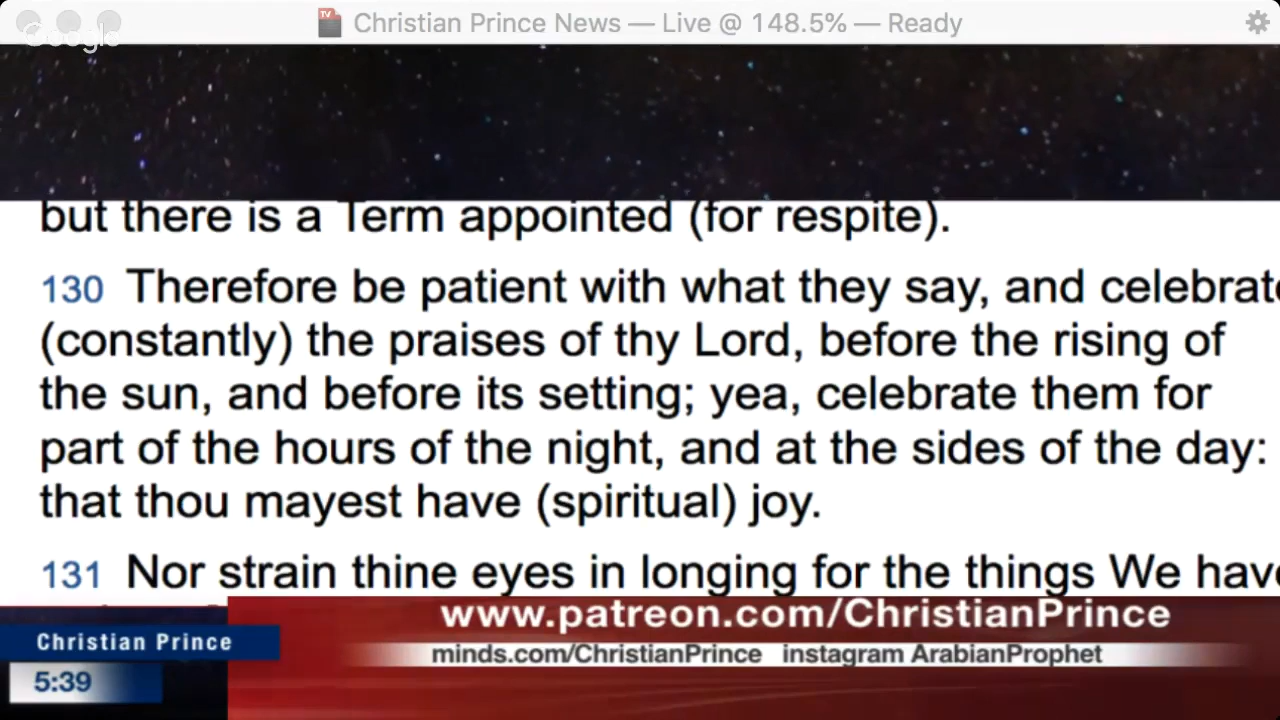 Christian Prince News — Live @ 148.5% — Ready
Google
but there is a Term appointed (for respite).
130 Therefore be patient with what they say, and celebrate
(constantly) the praises of thy Lord, before the rising of
the sun, and before its setting; yea, celebrate them for
part of the hours of the night, and at the sides of the day:
that thou mayest have (spiritual) joy.
131 Nor strain thine eyes in longing for the things We have
www.patreon.com/ChristianPrince
Christian Prince
minds.com/ChristianPrince instagram ArabianProphet
5:39